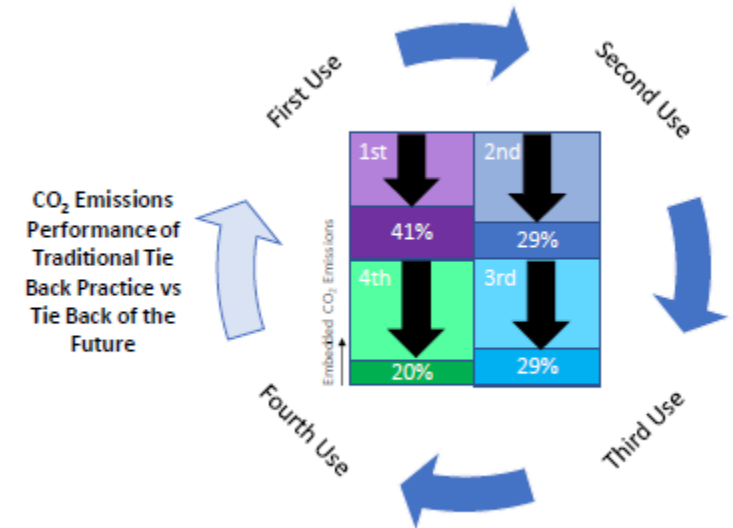 First Use
Second Use
CO₂ Emissions
Performance of
Traditional Tie
Back Practice vs
Tie Back of the
Future
Embedded CO₂ Emissions
1st
2nd
41%
29%
4th
3rd
20%
29%
Fourth Use
Third Use